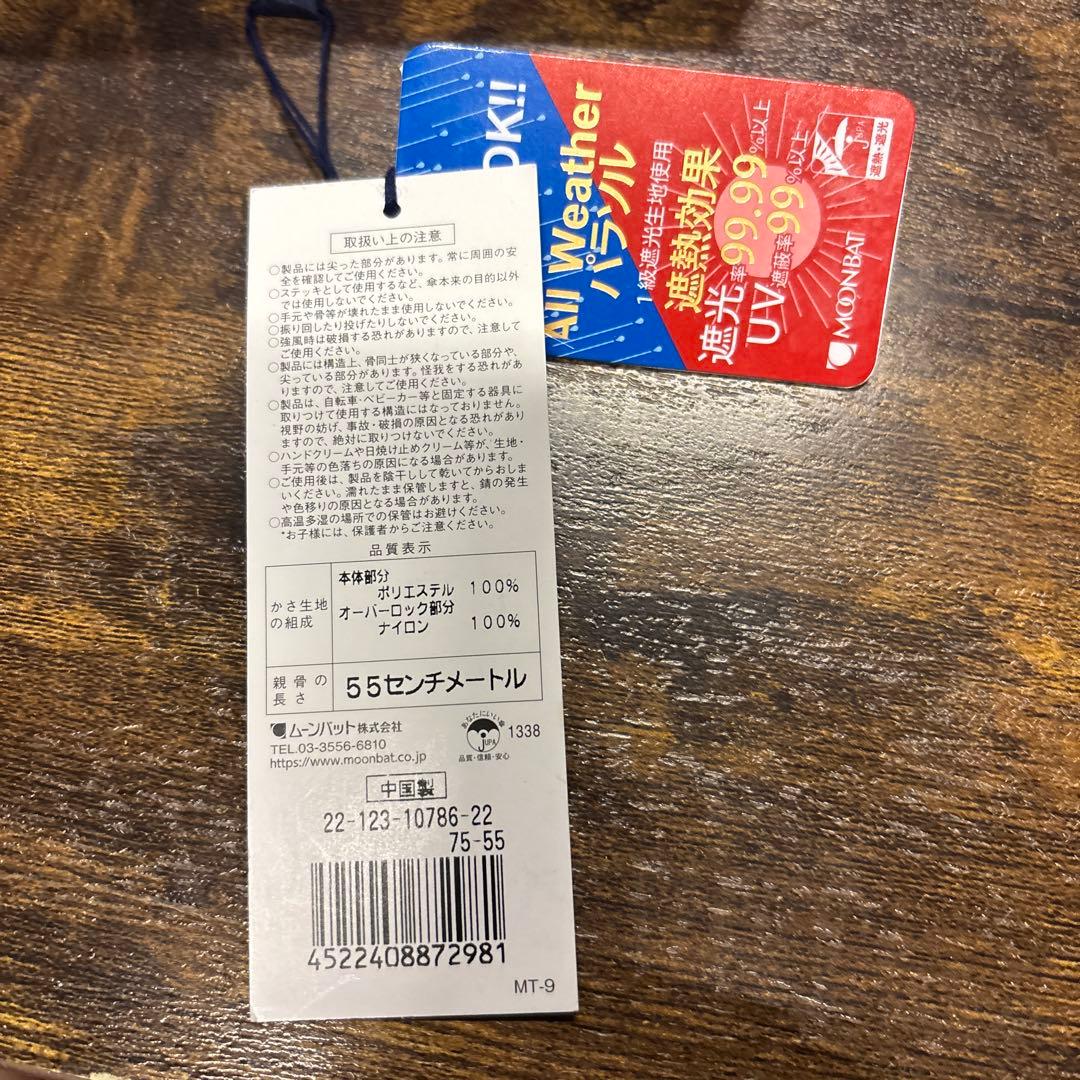 取扱い上の注意
○製品には尖った部分があります。常に周囲の安
全を確認してご使用ください。
○ステッキとして使用するなど、傘本来の目的以外
では使用しないでください。
○手元や骨等が壊れたまま使用しないでください。
○振り回したり投げたりしないでください。
○強風時は破損する恐れがありますので、注意して
ご使用ください。
○製品には構造上、骨同士が狭くなっている部分や、
尖っている部分があります。怪我をする恐れがあ
りますので、注意してご使用ください。
○製品は、自転車・ベビーカー等と固定する器具に
取りつけて使用する構造にはなっておりません。
視野の妨げ、事故・破損の原因となる恐れがあり
ますので、絶対に取りつけないでください。
○ハンドクリームや日焼け止めクリーム等が、生地・
手元等の色落ちの原因になる場合があります。
○ご使用後は、製品を陰干しして乾いてからおしま
いください。濡れたまま保管しますと、錆の発生
や色移りの原因となる場合があります。
○高温多湿の場所での保管はお避けください。
*お子様には、保護者からご注意ください。
品質表示
かさ生地
の組成
本体部分
ポリエステル 100%
オーバーロック部分
ナイロン 100%
親骨の
長さ
55センチメートル
ムーンバット株式会社
TEL.03-3556-6810
https://www.moonbat.co.jp
あなたにいい傘
JUPA
品質・信頼・安心
1338
中国製
22-123-10786-22
75-55
4522408872981
MT-9
OK!!
All Weather
パラソル
1級遮光生地使用
遮熱効果
遮光率99.99%以上
UV遮蔽率99%以上
JUPA
遮熱・遮光
MOONBAT